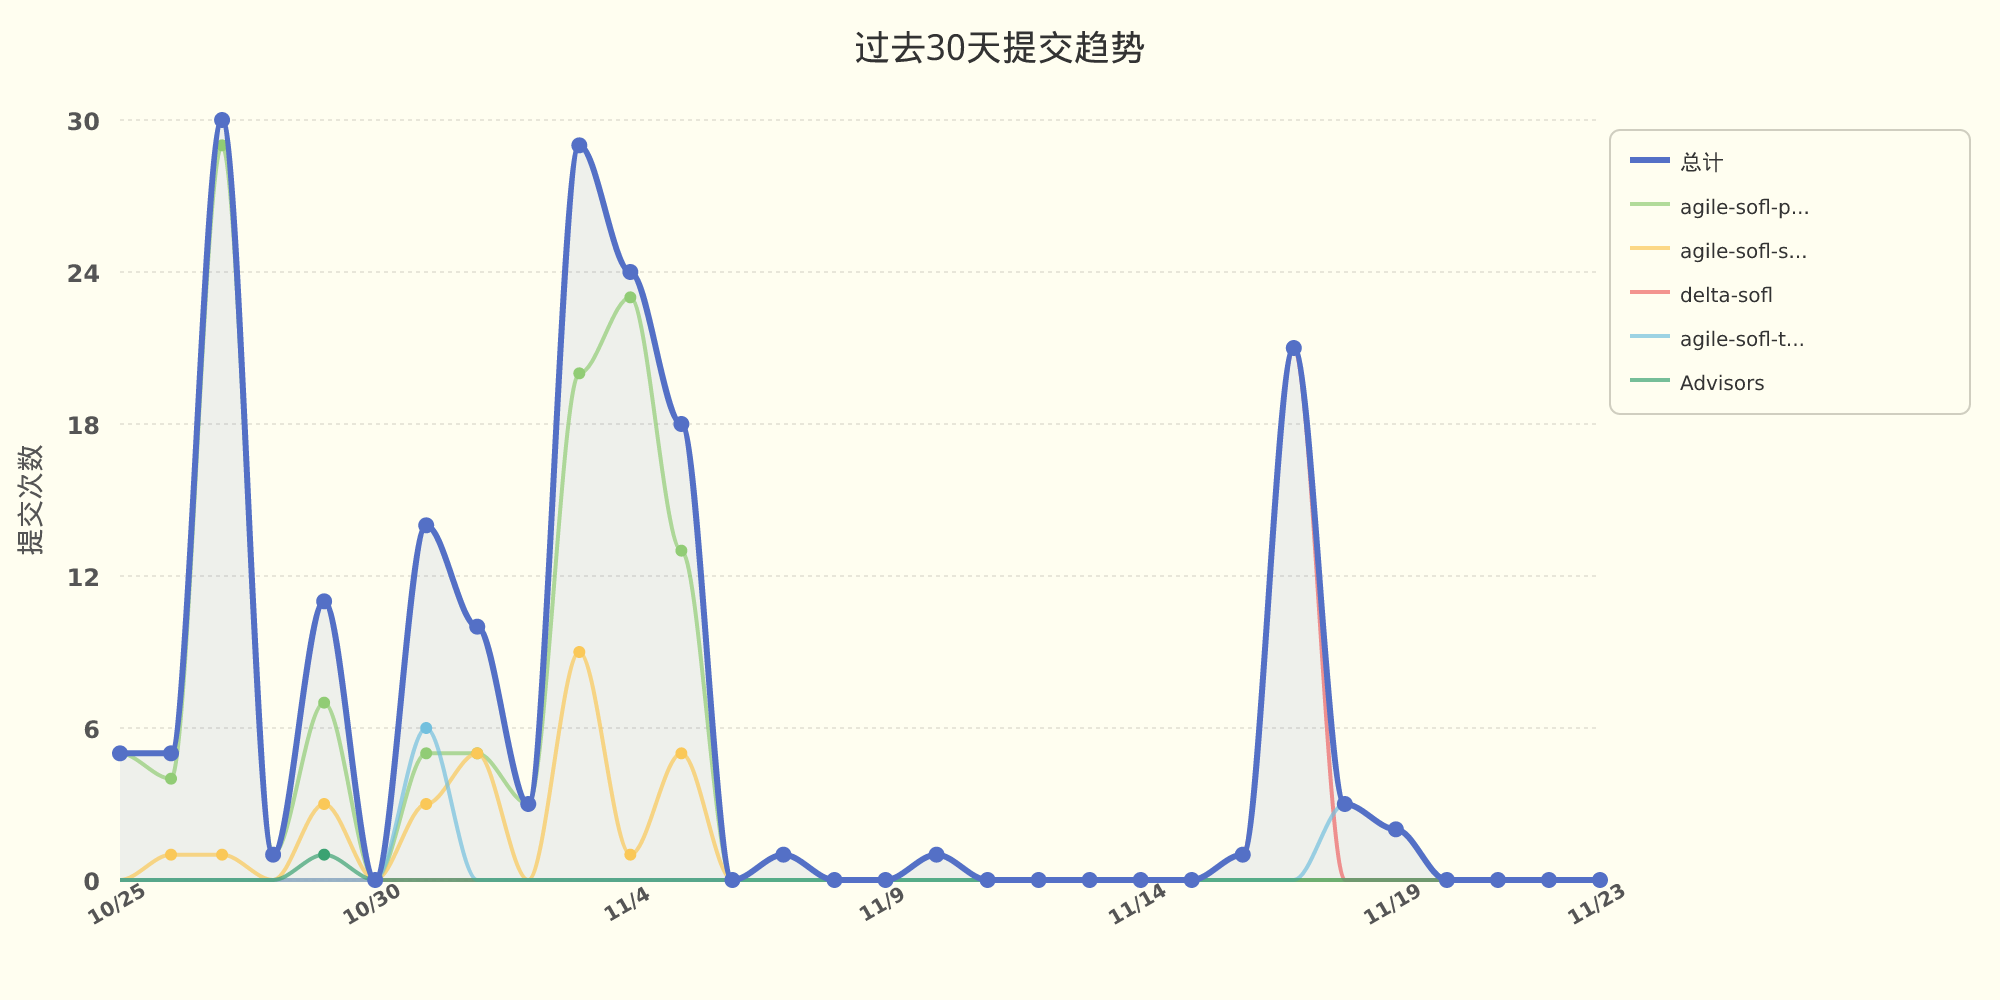 过去30天提交趋势
提交次数
30
24
18
12
6
0
10/25
10/30
11/4
11/9
11/14
11/19
11/23
总计
agile-sofl-p...
agile-sofl-s...
delta-sofl
agile-sofl-t...
Advisors